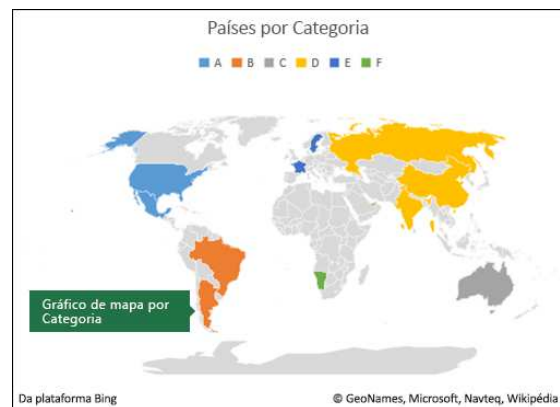 Países por Categoria
A B C D E F
Gráfico de mapa por
Categoria
Da plataforma Bing
© GeoNames, Microsoft, Navteq, Wikipédia